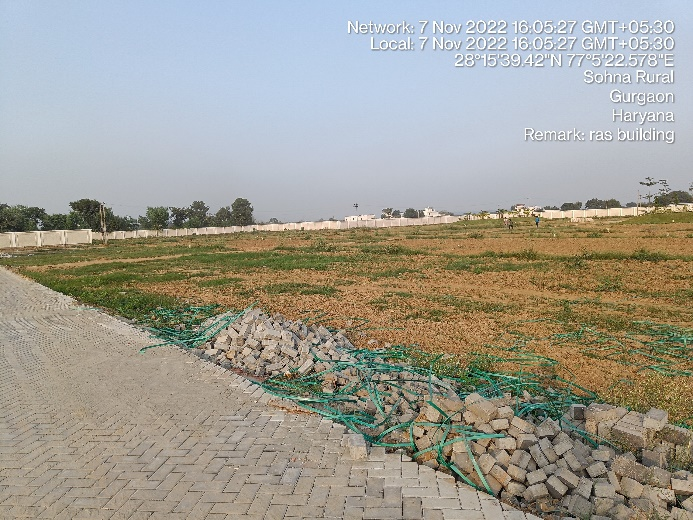 Network: 7 Nov 2022 16:05:27 GMT+05:30
Local: 7 Nov 2022 16:05:27 GMT+05:30
28°15'39.42"N 77°5'22.578"E
Sohna Rural
Gurgaon
Haryana
Remark: ras building